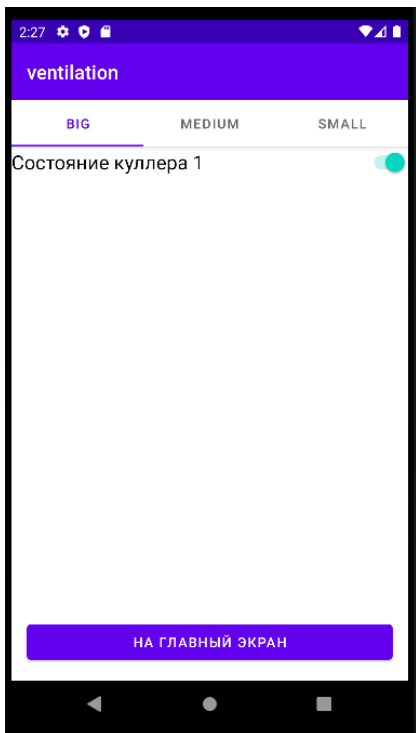 2:27
ventilation
BIG MEDIUM SMALL
Состояние куллера 1
НА ГЛАВНЫЙ ЭКРАН